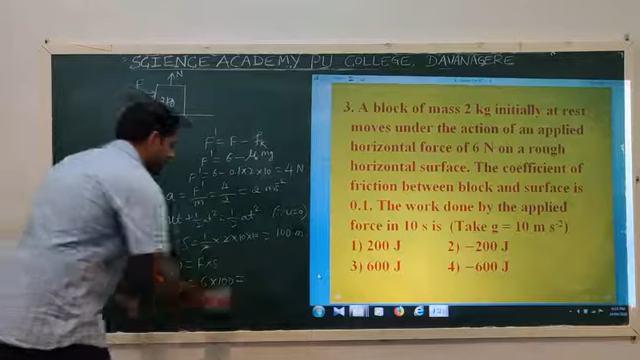 SCIENCE ACADEMY PU COLLEGE, DAVANAGERE
N
F
2kg
F' = F - fk
F' = 6 - μk mg
F' = 6 - 0.1×2×10 = 4 N
a = F'/m = 4/2 = 2 ms⁻²
ut + ½at² = ½at² (∵ u=0)
S = ½ × 2×10×10 = 100 m
= F×S
= 6×100 =
3. A block of mass 2 kg initially at rest
moves under the action of an applied
horizontal force of 6 N on a rough
horizontal surface. The coefficient of
friction between block and surface is
0.1. The work done by the applied
force in 10 s is (Take g = 10 m s⁻²)
1) 200 J 2) −200 J
3) 600 J 4) −600 J